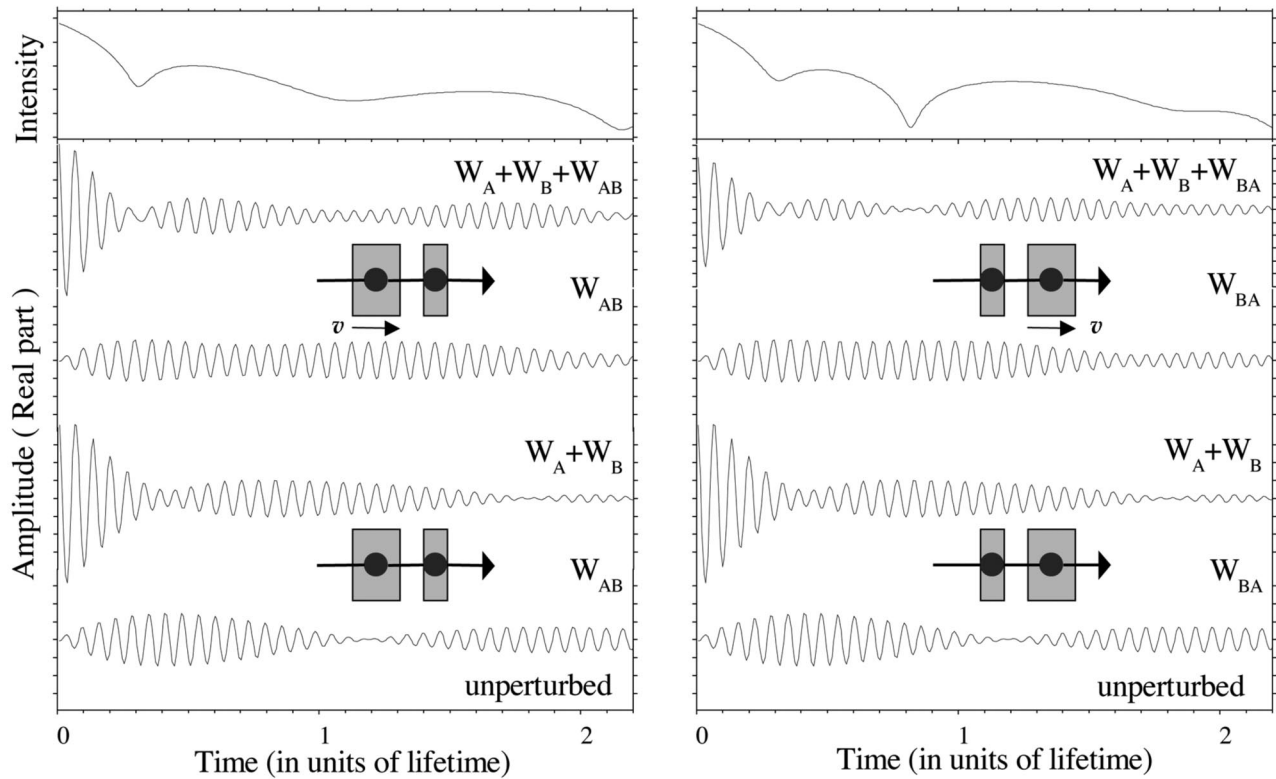 Intensity
Amplitude ( Real part )
W_A+W_B+W_AB
W_AB
v
W_A+W_B
W_AB
unperturbed
0 1 2
Time (in units of lifetime)
W_A+W_B+W_BA
W_BA
v
W_A+W_B
W_BA
unperturbed
0 1 2
Time (in units of lifetime)